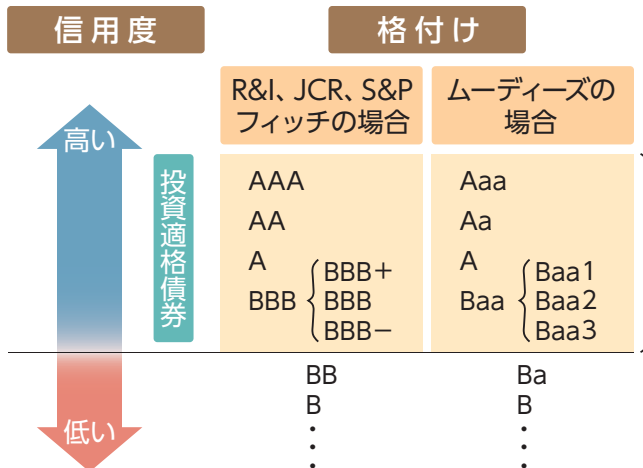 信用度
格付け
R&I、JCR、S&P
フィッチの場合
ムーディーズの
場合
高い
投資適格債券
AAA
Aaa
AA
Aa
A
A
BBB
BBB+
BBB
BBB−
Baa
Baa1
Baa2
Baa3
BB
Ba
B
B
・
・
・
・
低い